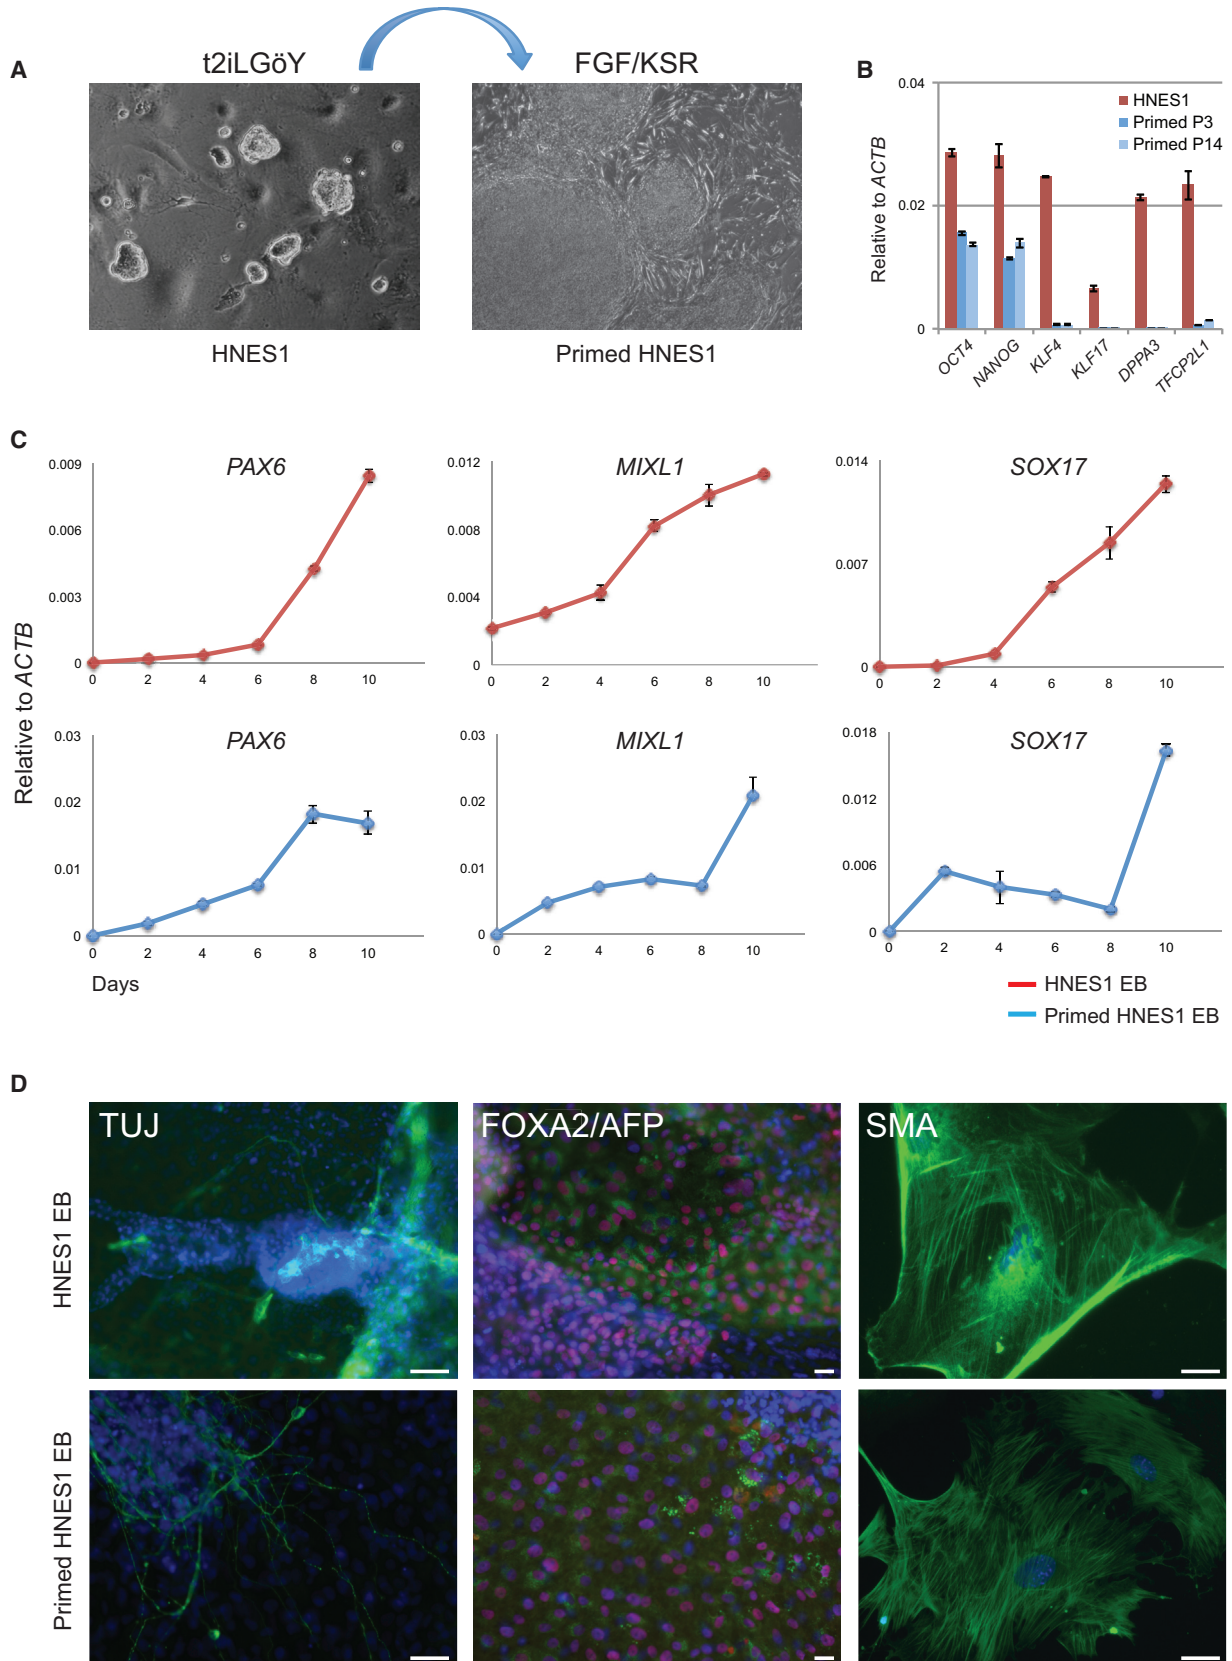 A
t2iLGöY
FGF/KSR
HNES1
Primed HNES1
B
Relative to ACTB
0.04
0.02
0
HNES1
Primed P3
Primed P14
OCT4
NANOG
KLF4
KLF17
DPPA3
TFCP2L1
C
Relative to ACTB
PAX6
0.009
0.006
0.003
0
0 2 4 6 8 10
MIXL1
0.012
0.008
0.004
0
0 2 4 6 8 10
SOX17
0.014
0.007
0
0 2 4 6 8 10
PAX6
0.03
0.02
0.01
0
0 2 4 6 8 10
MIXL1
0.03
0.02
0.01
0
0 2 4 6 8 10
SOX17
0.018
0.012
0.006
0
0 2 4 6 8 10
Days
HNES1 EB
Primed HNES1 EB
D
TUJ
FOXA2/AFP
SMA
HNES1 EB
Primed HNES1 EB